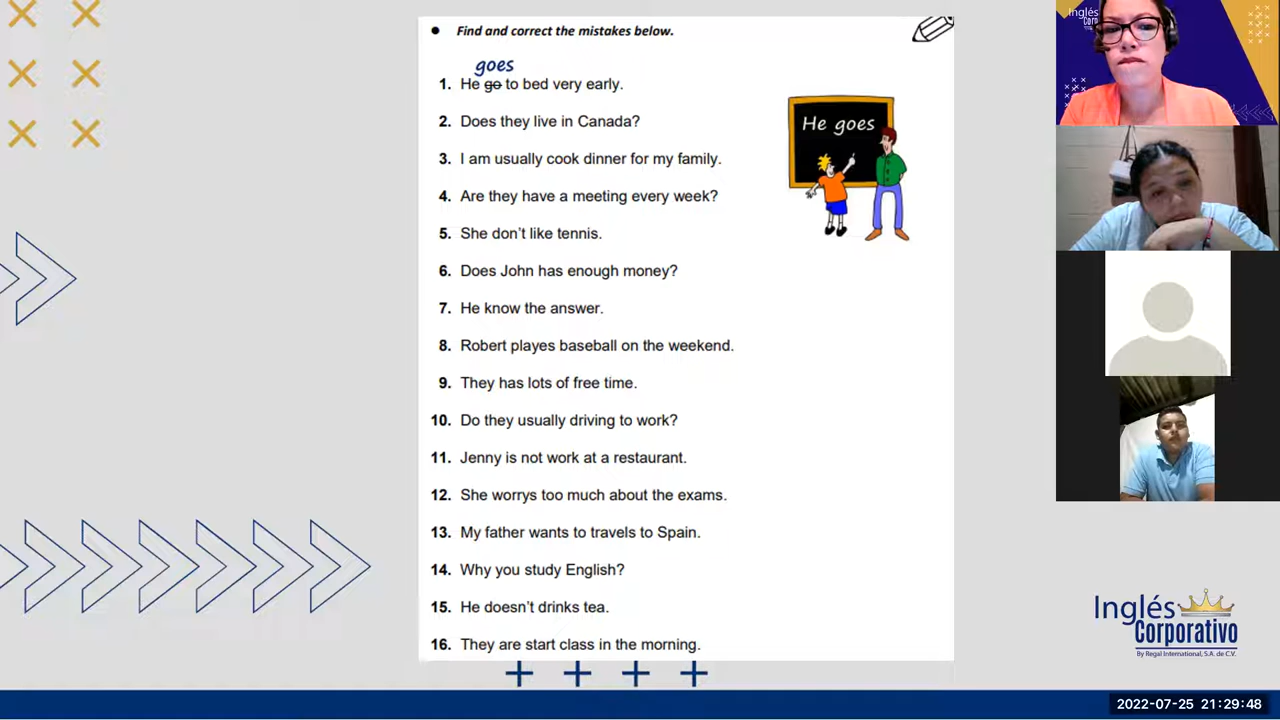 Find and correct the mistakes below.
goes
1. He go to bed very early.
2. Does they live in Canada?
3. I am usually cook dinner for my family.
4. Are they have a meeting every week?
5. She don't like tennis.
6. Does John has enough money?
7. He know the answer.
8. Robert playes baseball on the weekend.
9. They has lots of free time.
10. Do they usually driving to work?
11. Jenny is not work at a restaurant.
12. She worrys too much about the exams.
13. My father wants to travels to Spain.
14. Why you study English?
15. He doesn't drinks tea.
16. They are start class in the morning.
He goes
Inglés
Corporativo
By Regal International, S.A. de C.V.
2022-07-25 21:29:48